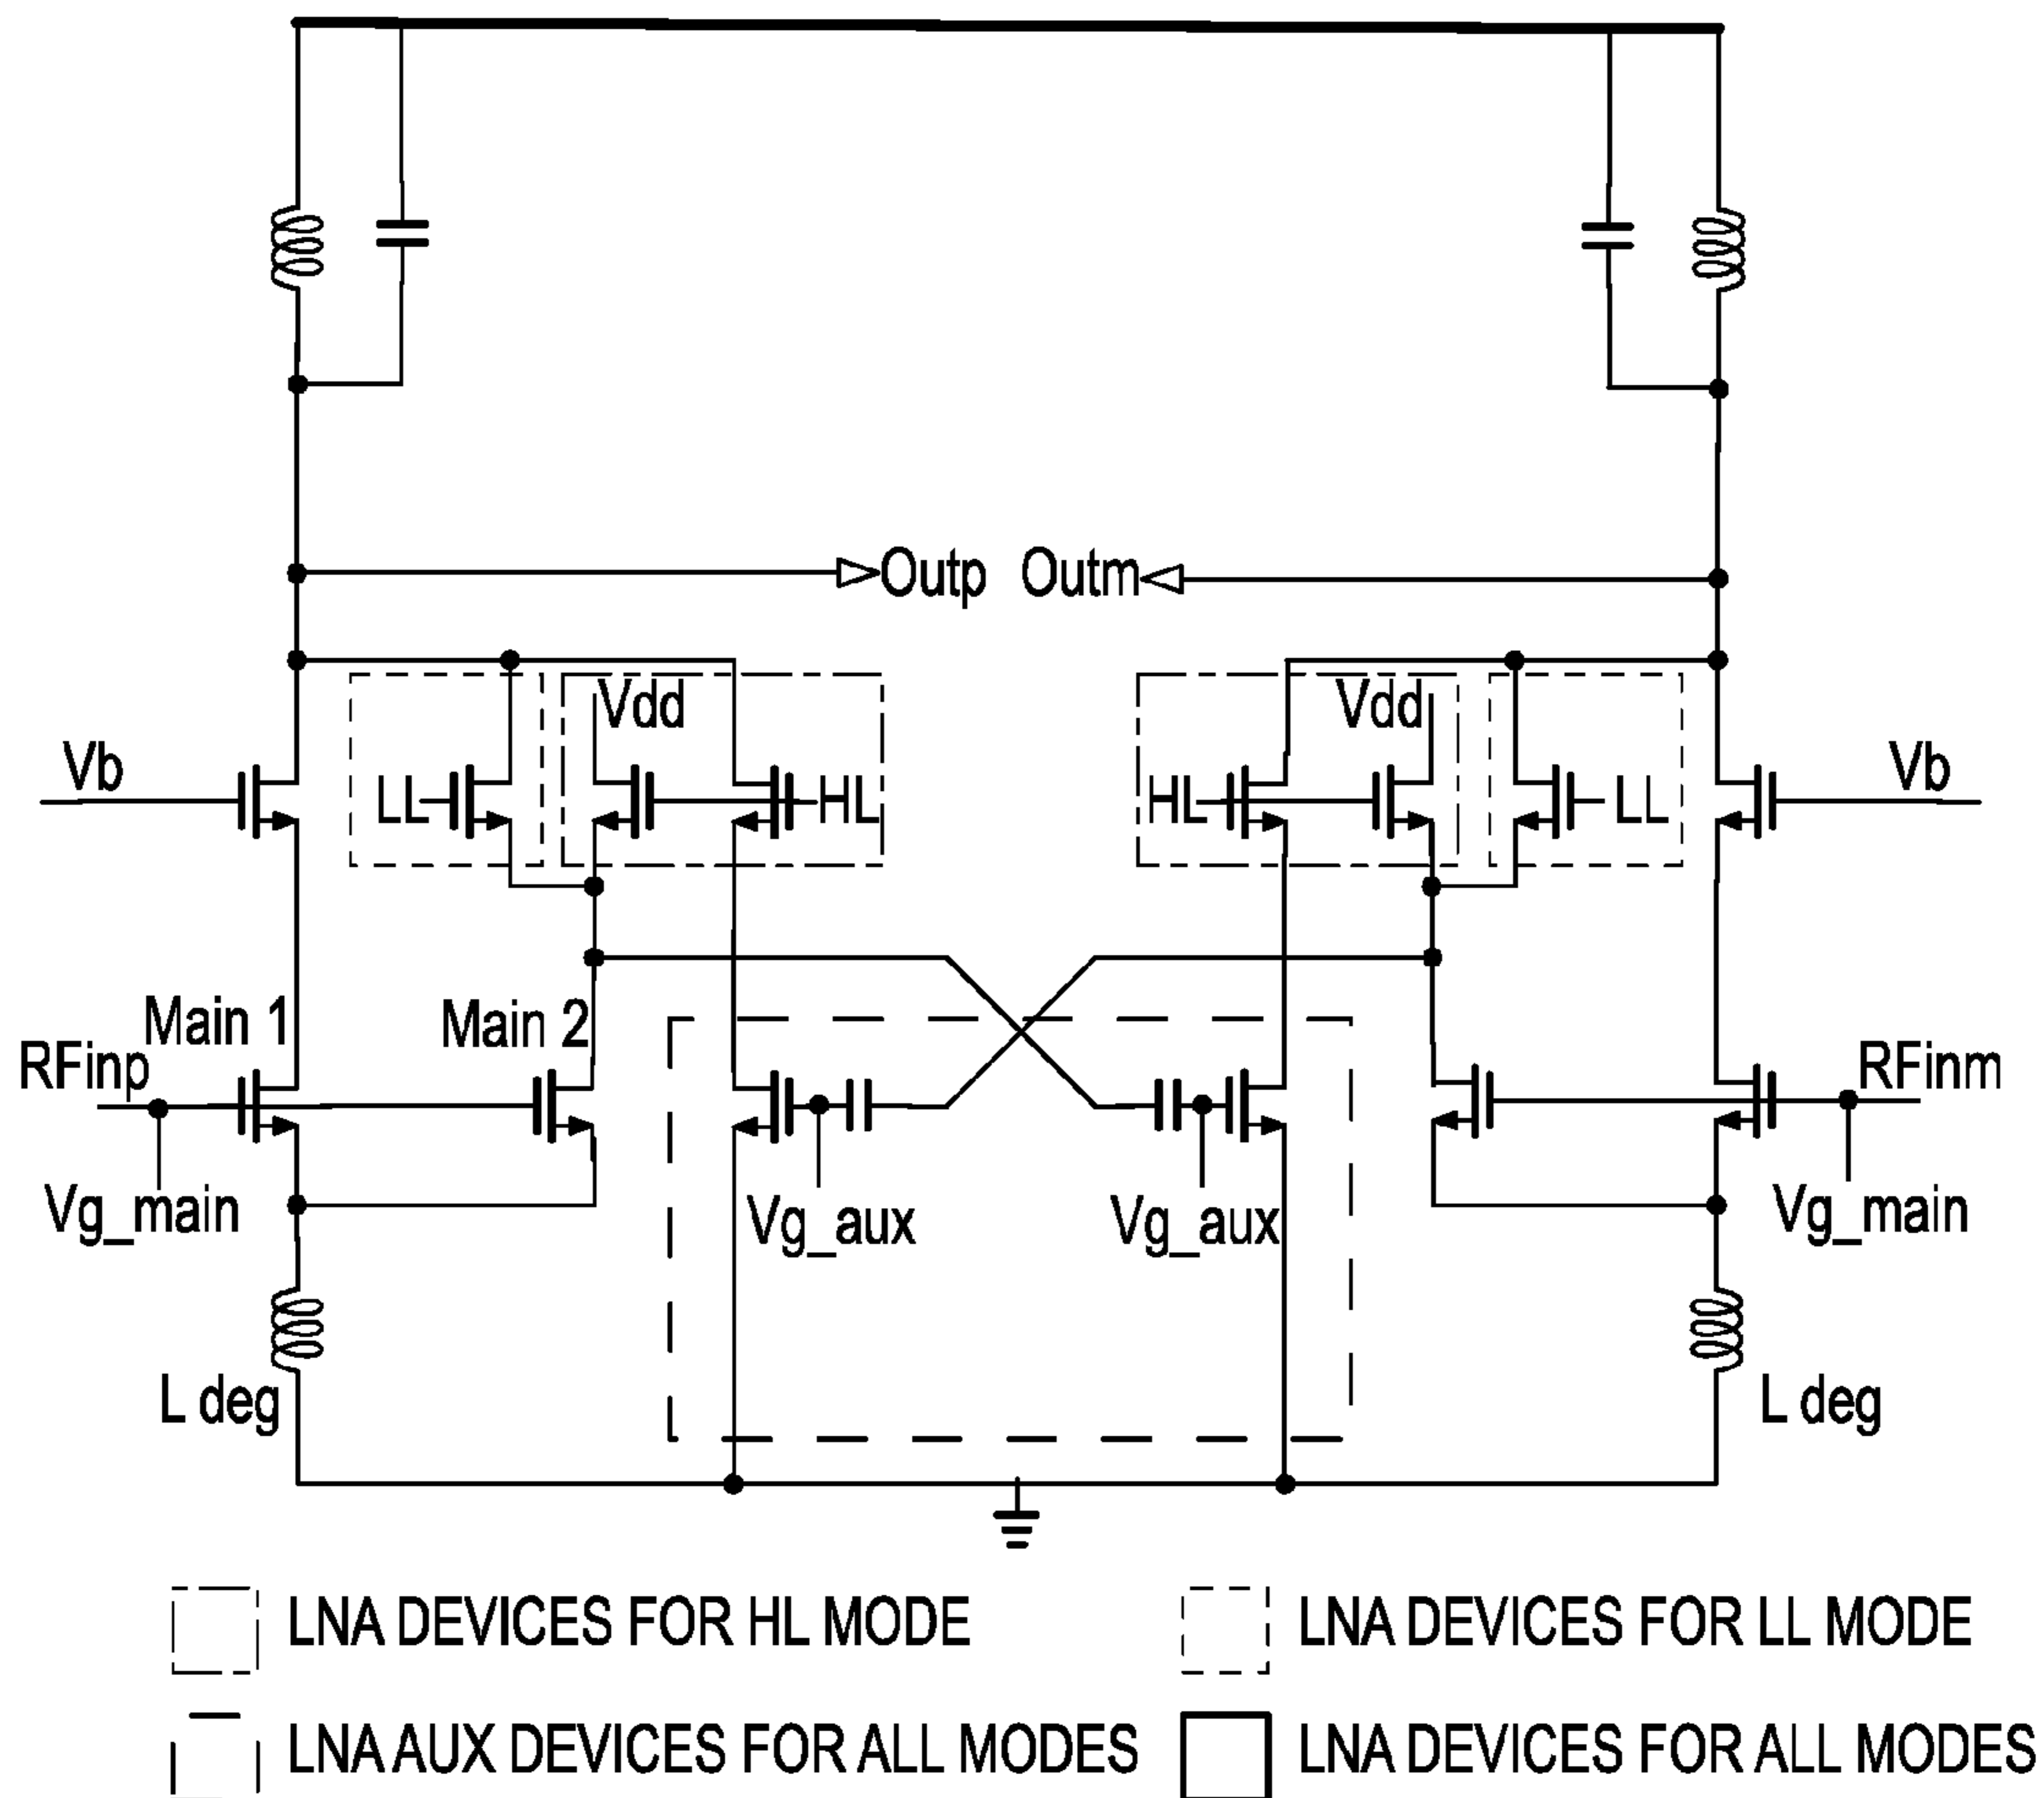 Outp Outm
Vdd Vdd
Vb LL HL HL LL Vb
Main 1 Main 2
RFinp RFinm
Vg_main Vg_aux Vg_aux Vg_main
L deg L deg
LNA DEVICES FOR HL MODE
LNA DEVICES FOR LL MODE
LNA AUX DEVICES FOR ALL MODES
LNA DEVICES FOR ALL MODES